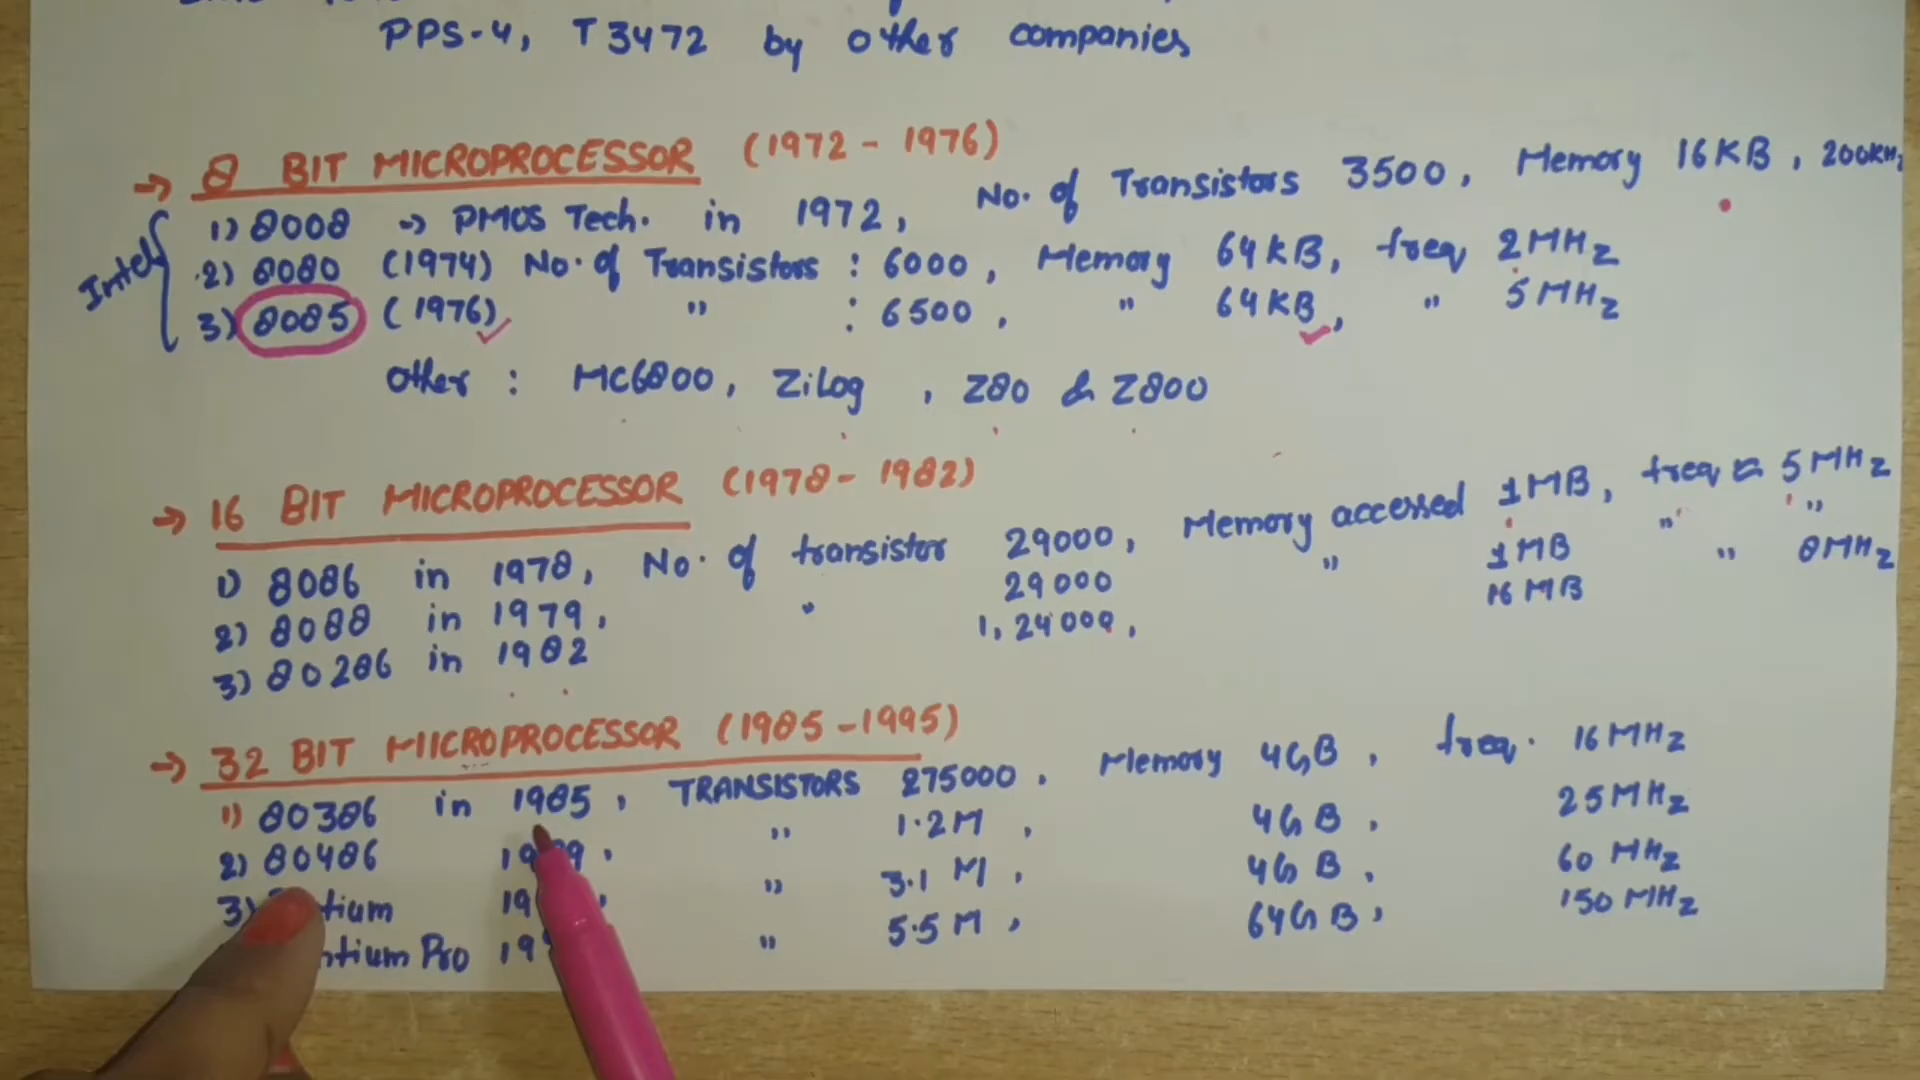 PPS-4, T3472 by other companies
→ 8 BIT MICROPROCESSOR (1972 - 1976)
Intel
1) 8008 → PMOS Tech. in 1972, No. of Transistors 3500, Memory 16KB, 200KHz
2) 8080 (1974) No. of Transistors : 6000, Memory 64KB, freq 2MHz
3) 8085 (1976) " : 6500, " 64KB, " 5MHz
Other : MC6800, Zilog, Z80 & Z800
→ 16 BIT MICROPROCESSOR (1978 - 1982)
1) 8086 in 1978, No. of transistor 29000, Memory accessed 1MB, freq = 5MHz
2) 8088 in 1979, " 29000 " 1MB " "
3) 80286 in 1982 1,24000, 16MB " 8MHz
→ 32 BIT MIICROPROCESSOR (1985 - 1995)
1) 80386 in 1985, TRANSISTORS 275000. Memory 4GB, freq. 16MHz
2) 80486 " 1.2M, 4GB, 25MHz
3) " 3.1M, 4GB, 60MHz
Pro " 5.5M, 64GB, 150MHz